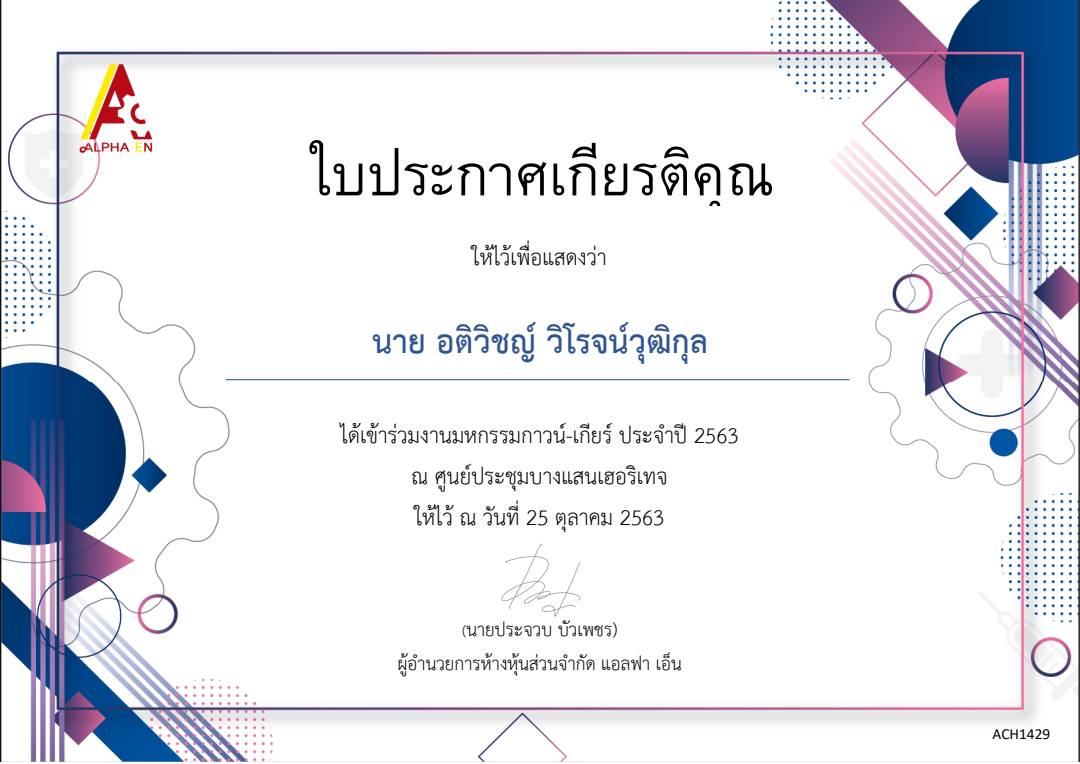 ALPHA EN
ใบประกาศเกียรติคุณ
ให้ไว้เพื่อแสดงว่า
นาย อติวิชญ์ วิโรจน์วุฒิกุล
ได้เข้าร่วมงานมหกรรมกาวน์-เกียร์ ประจำปี 2563
ณ ศูนย์ประชุมบางแสนเฮอริเทจ
ให้ไว้ ณ วันที่ 25 ตุลาคม 2563
(นายประจวบ บัวเพชร)
ผู้อำนวยการห้างหุ้นส่วนจำกัด แอลฟา เอ็น
ACH1429